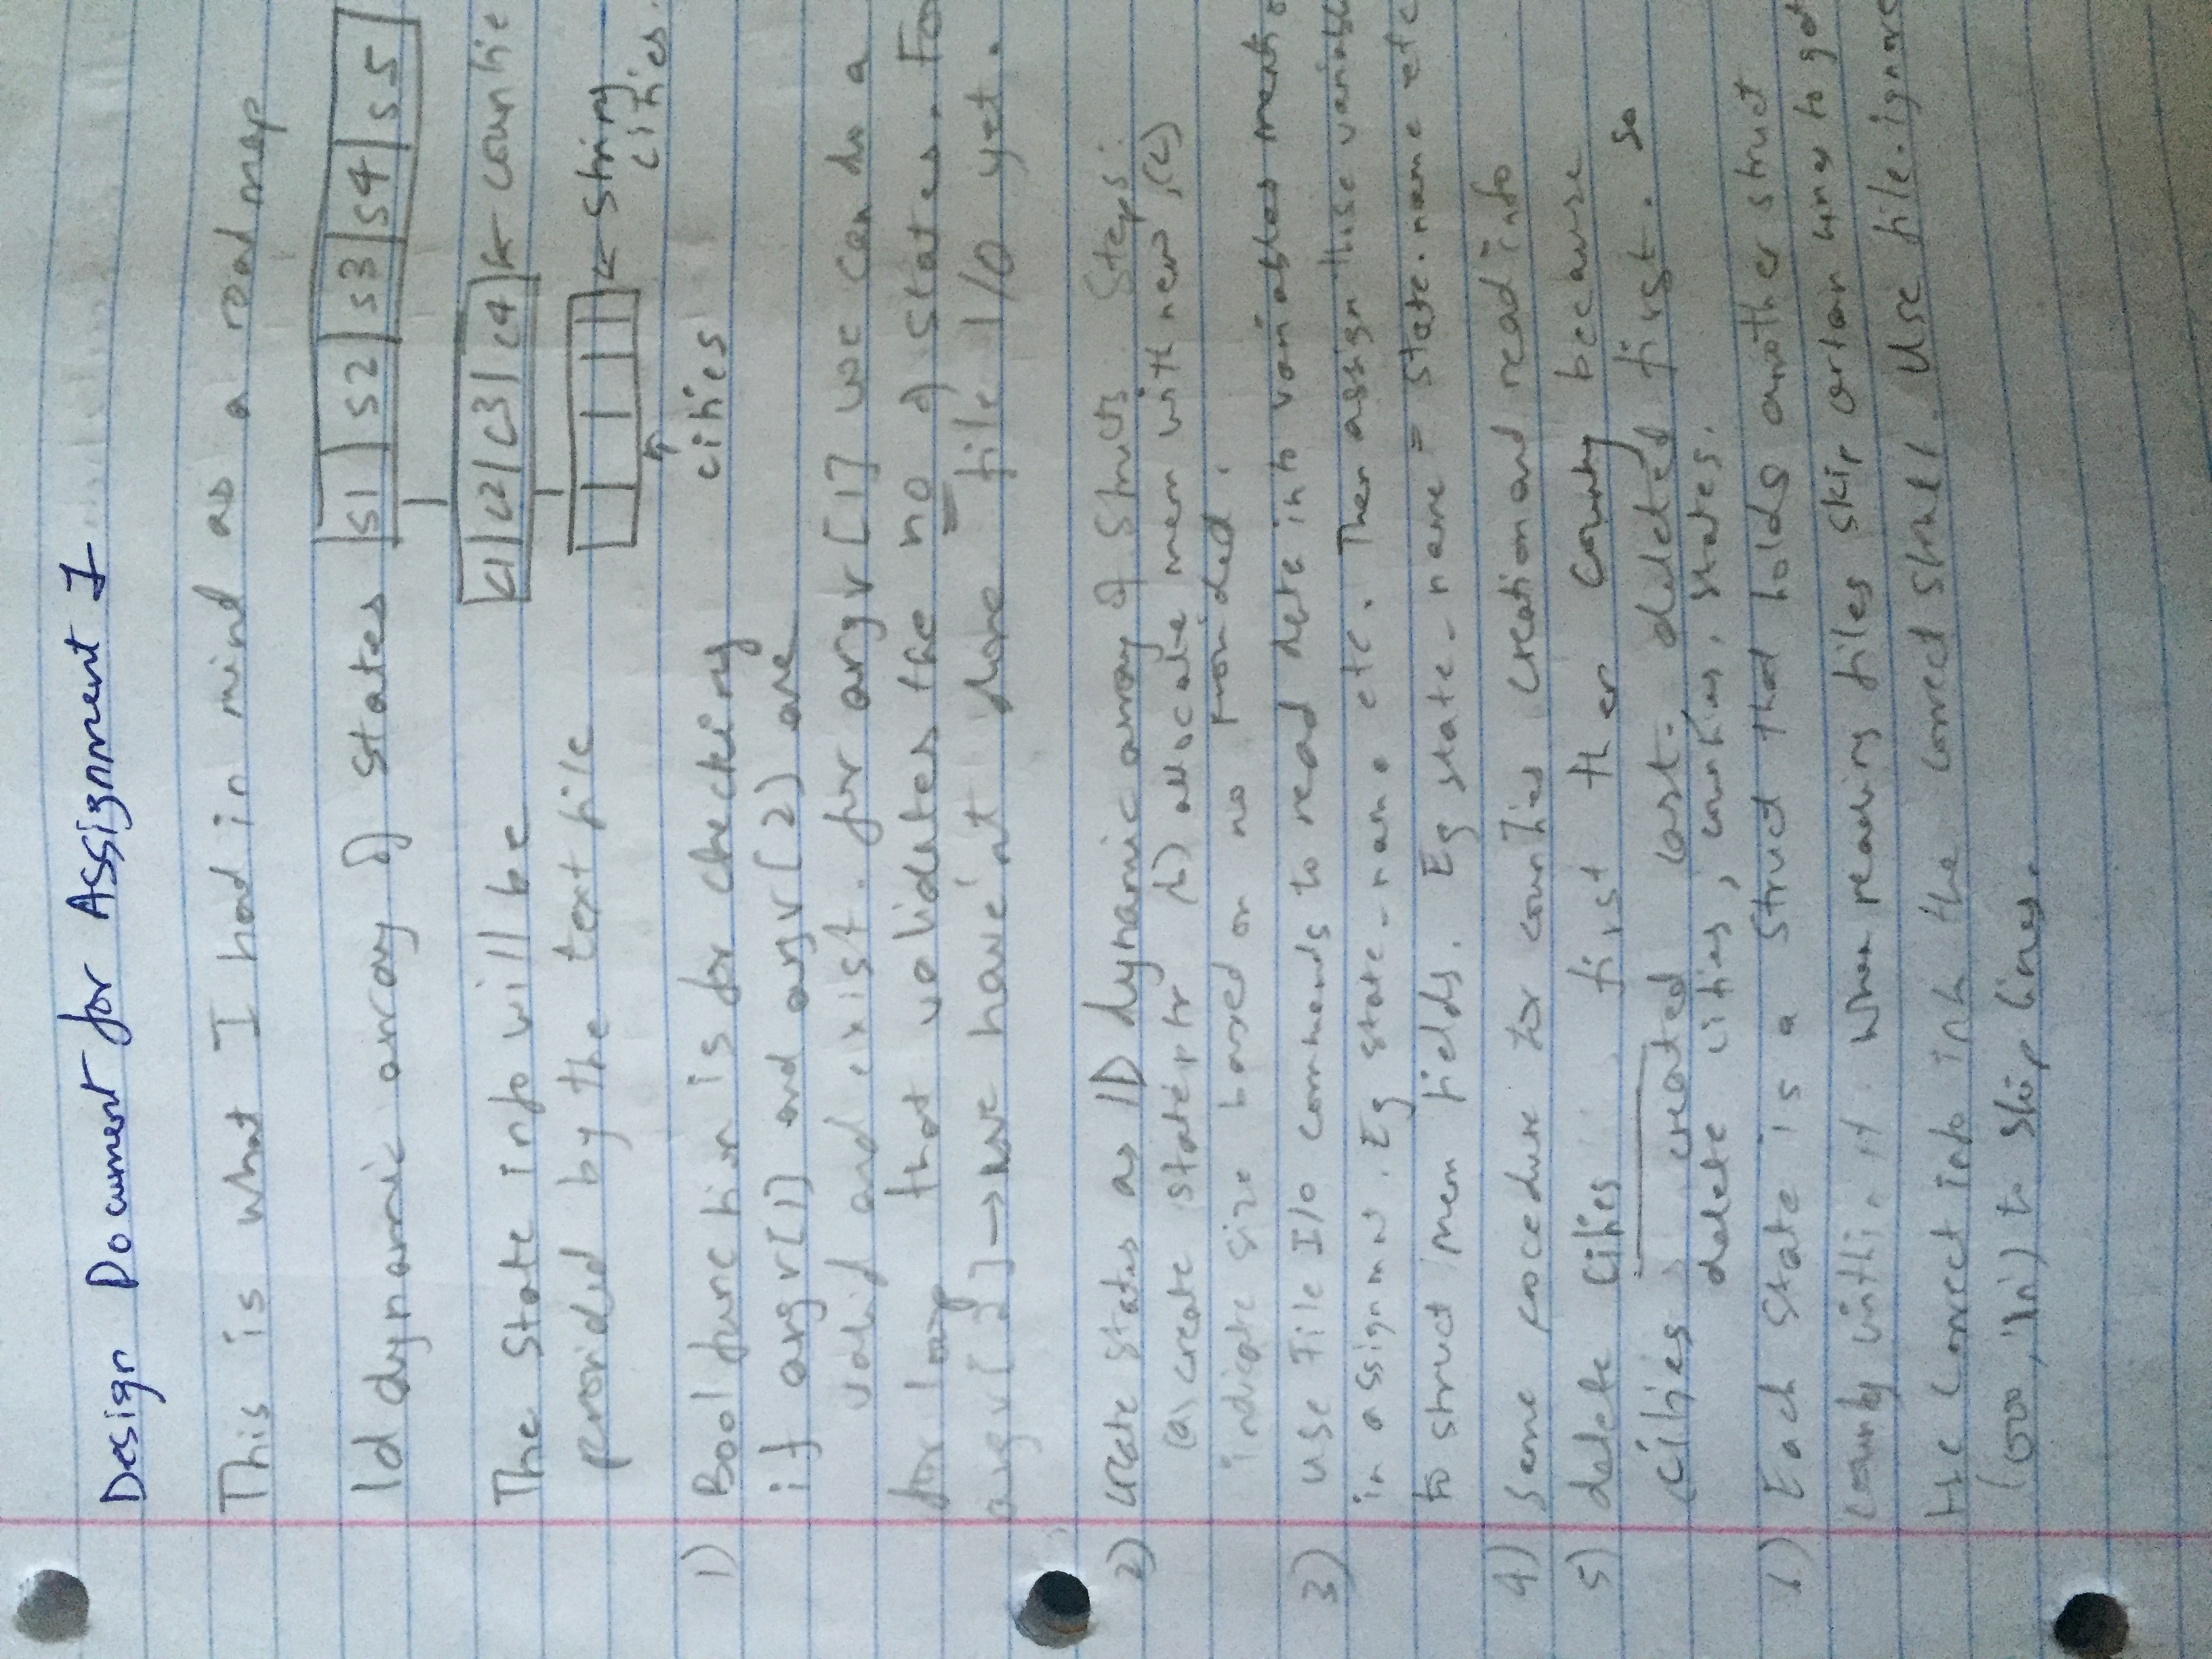 Design Document for Assignment I
This is what I had in mind as a road map
1d dynamic array of states
s1 s2 s3 s4 s5
The State info will be
c1 c2 c3 c4 ← countie
provided by the text file
← String
cities.
cities
1) Bool function is for checking
if argv[1] and argv[2) are
valid and exist. for argv[1] we can do a
for loop that validates the no of states. Fo
argv[2] → we have'nt done file I/O yet.
2) create states as 1D dynamic array of structs. Steps:
(a) create state ptr (b) allocate mem with new, (c)
indicate size based on no provided.
3) Use File I/O commands to read data into variables mentio
in assignmnt. Eg state_name etc. Then assign those variabl
to struct mem fields. Eg state_name = state.name etc
4) Same procedure for counties creation and read info
5) delete cities first then county because
cities created last, deleted first. So
delete cities, counties, states.
6) Each State is a struct that holds another struct
county within it. When reading files skip certain lines to get
the correct info into the correct struct. Use file.ignore
(000, '\n') to skip lines.